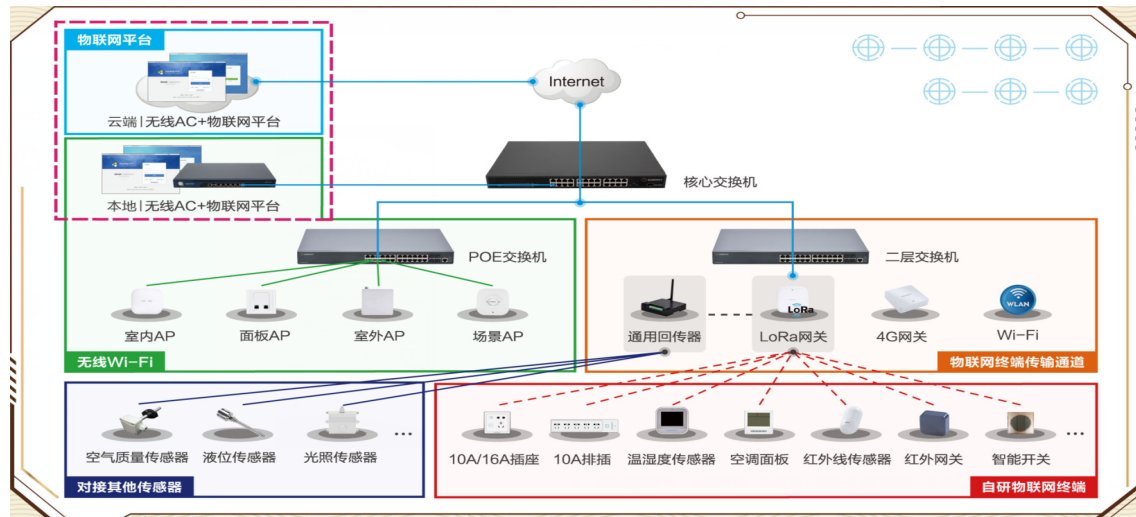 物联网平台
云端|无线AC+物联网平台
Internet
本地|无线AC+物联网平台
核心交换机
POE交换机
二层交换机
室内AP
面板AP
室外AP
场景AP
无线Wi-Fi
通用回传器
LoRa
LoRa网关
4G网关
WLAN
Wi-Fi
物联网终端传输通道
空气质量传感器
液位传感器
光照传感器
...
对接其他传感器
10A/16A插座
10A排插
温湿度传感器
空调面板
红外线传感器
红外网关
智能开关
...
自研物联网终端